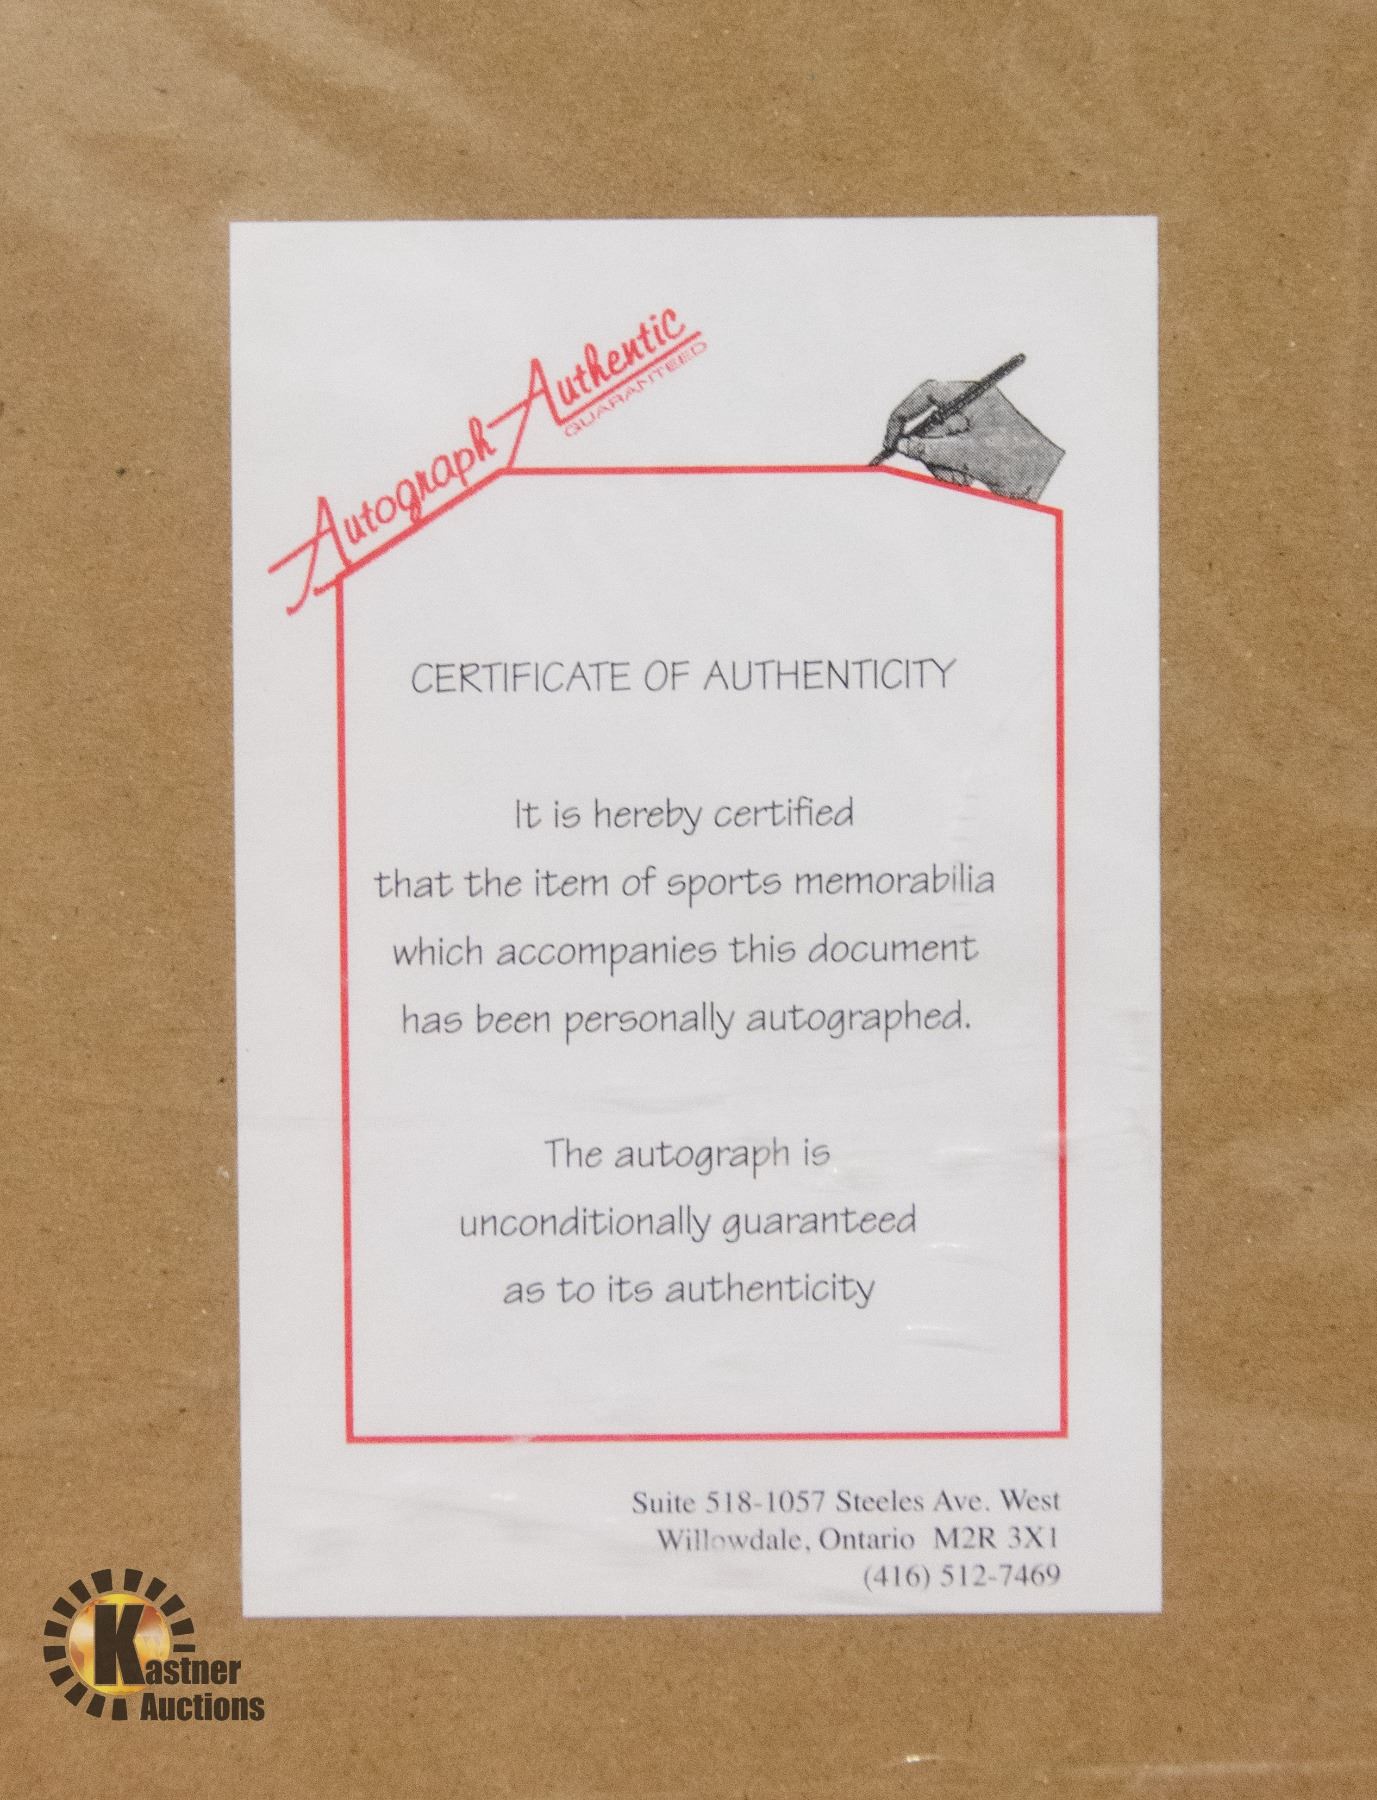 Autograph Authentic
GUARANTEED
CERTIFICATE OF AUTHENTICITY
It is hereby certified
that the item of sports memorabilia
which accompanies this document
has been personally autographed.
The autograph is
unconditionally guaranteed
as to its authenticity
Suite 518-1057 Steeles Ave. West
Willowdale, Ontario M2R 3X1
(416) 512-7469
Kastner
Auctions